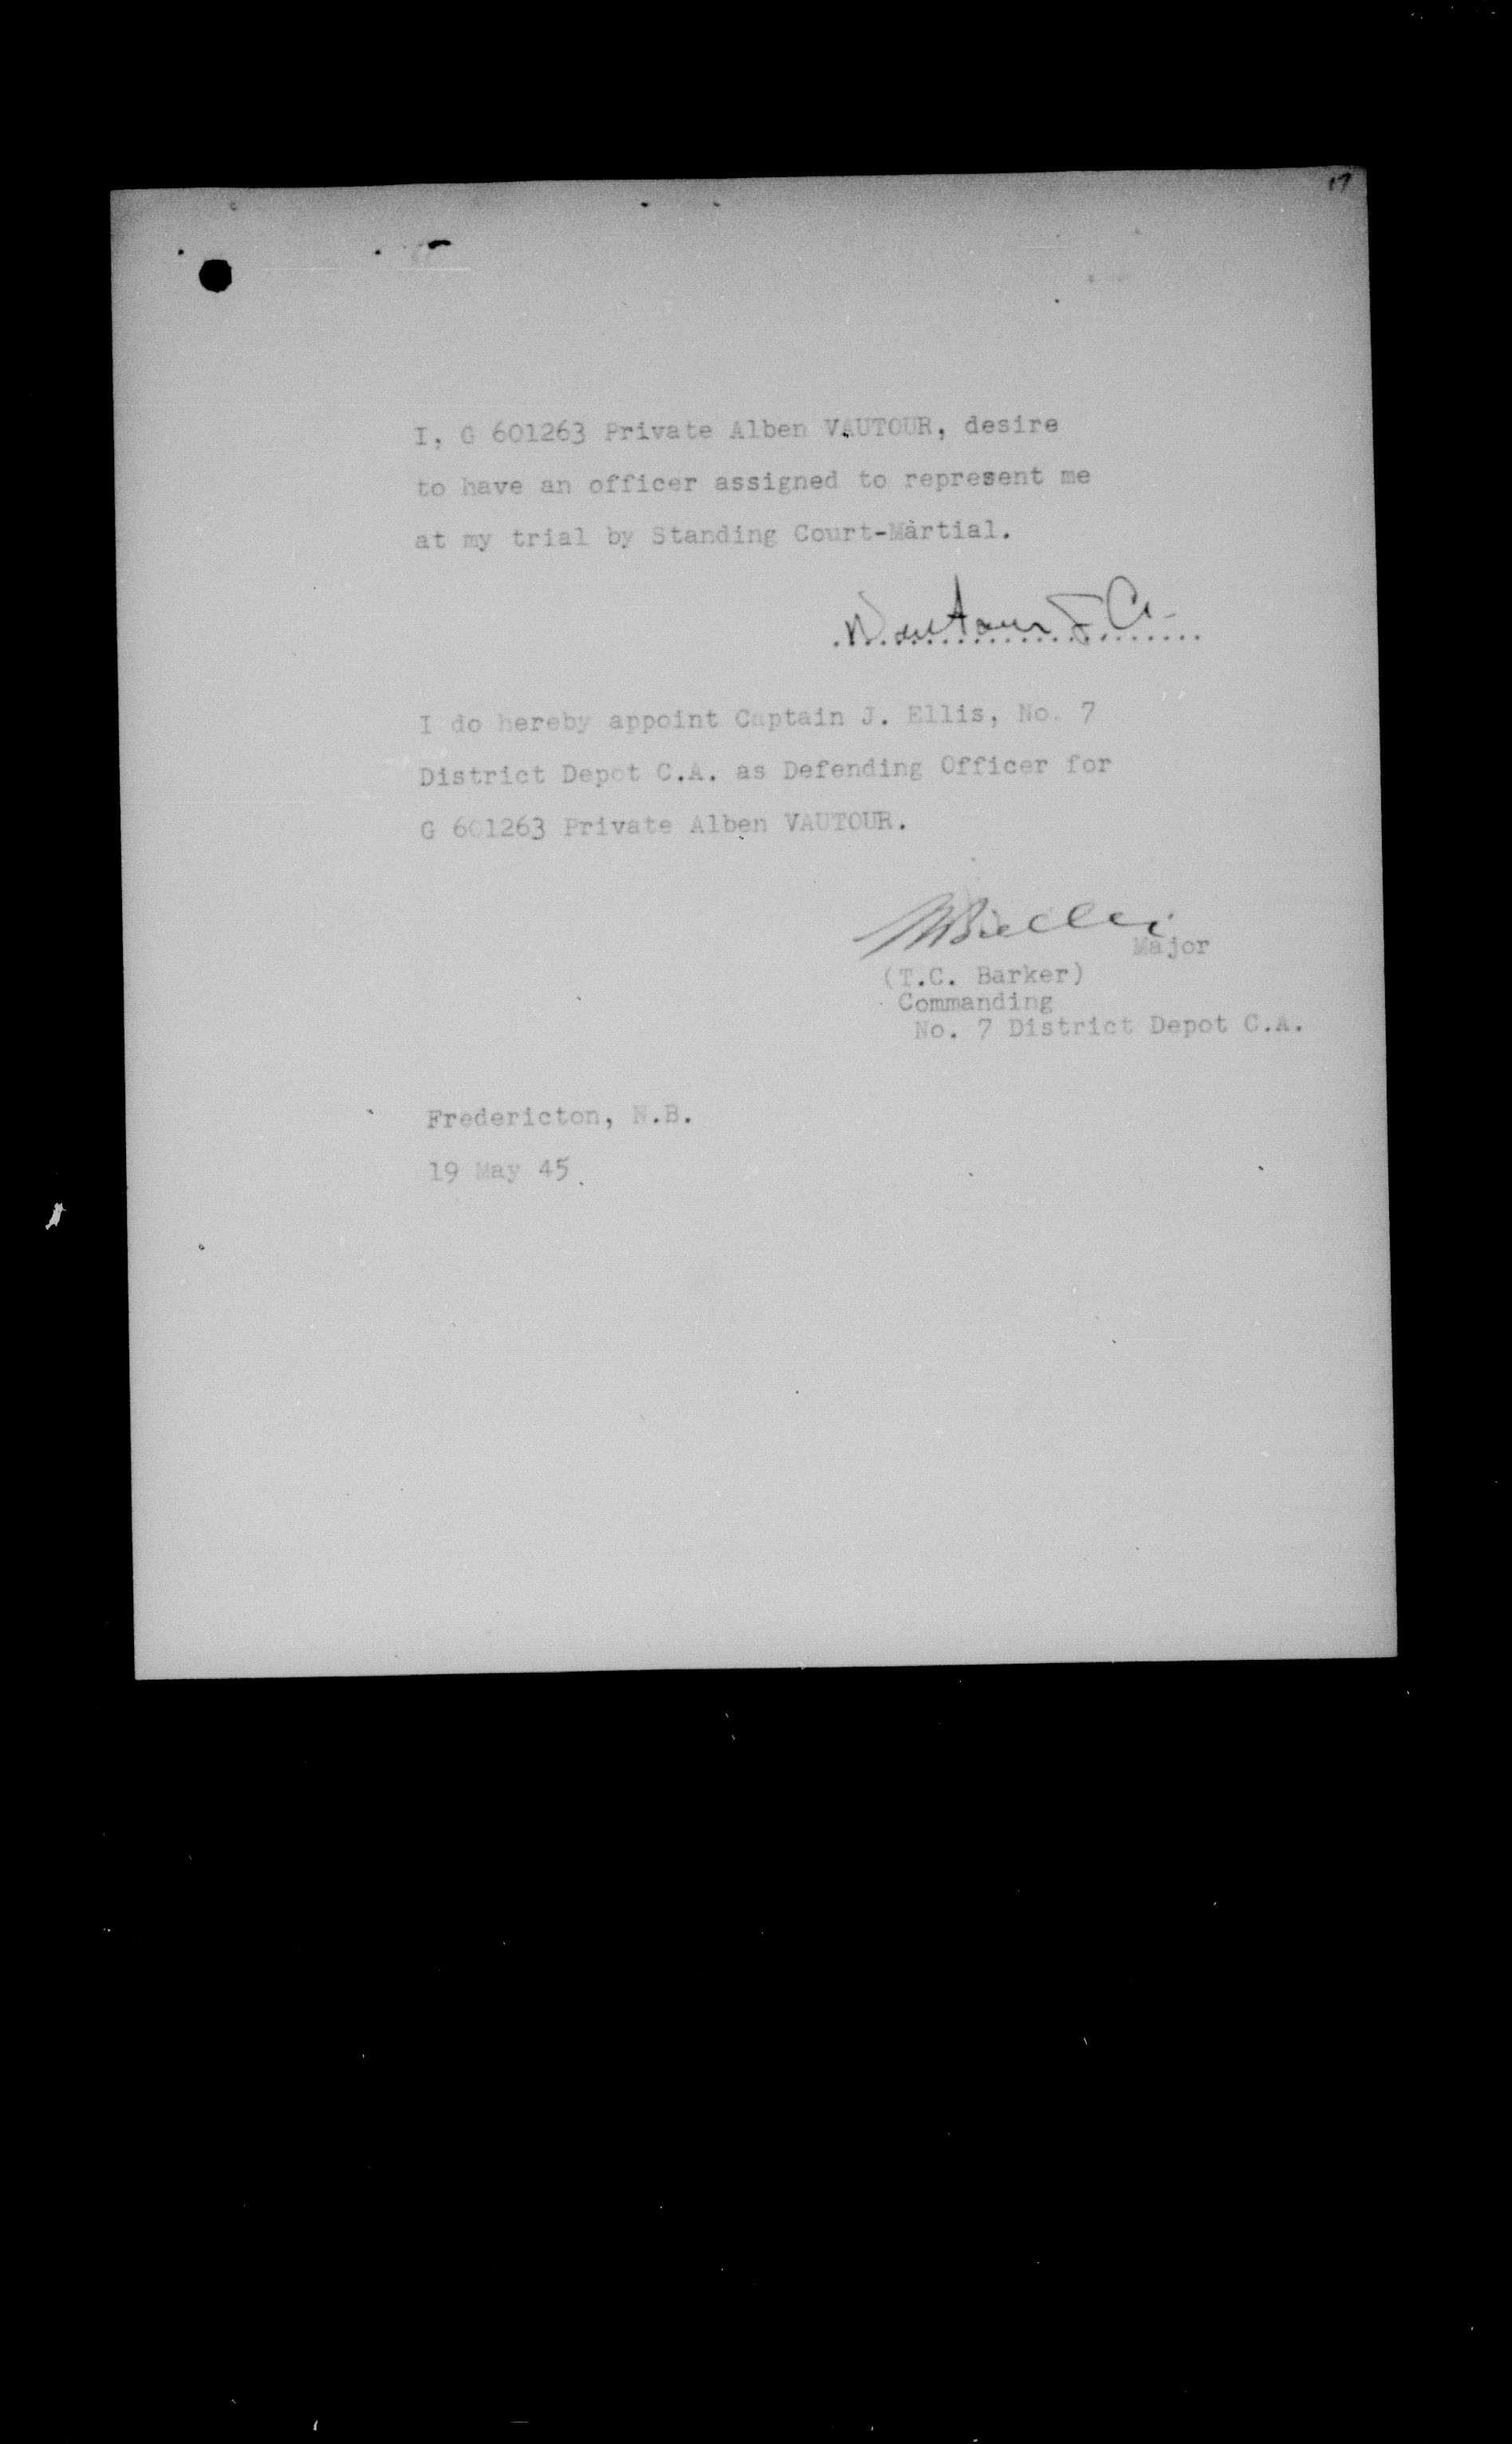 17
I, G 601263 Private Alben VAUTOUR, desire
to have an officer assigned to represent me
at my trial by Standing Court-Martial.
Vautour
I do hereby appoint Captain J. Ellis, No. 7
District Depot C.A. as Defending Officer for
G 601263 Private Alben VAUTOUR.
Major
(T.C. Barker)
Commanding
No. 7 District Depot C.A.
Fredericton, N.B.
19 May 45.